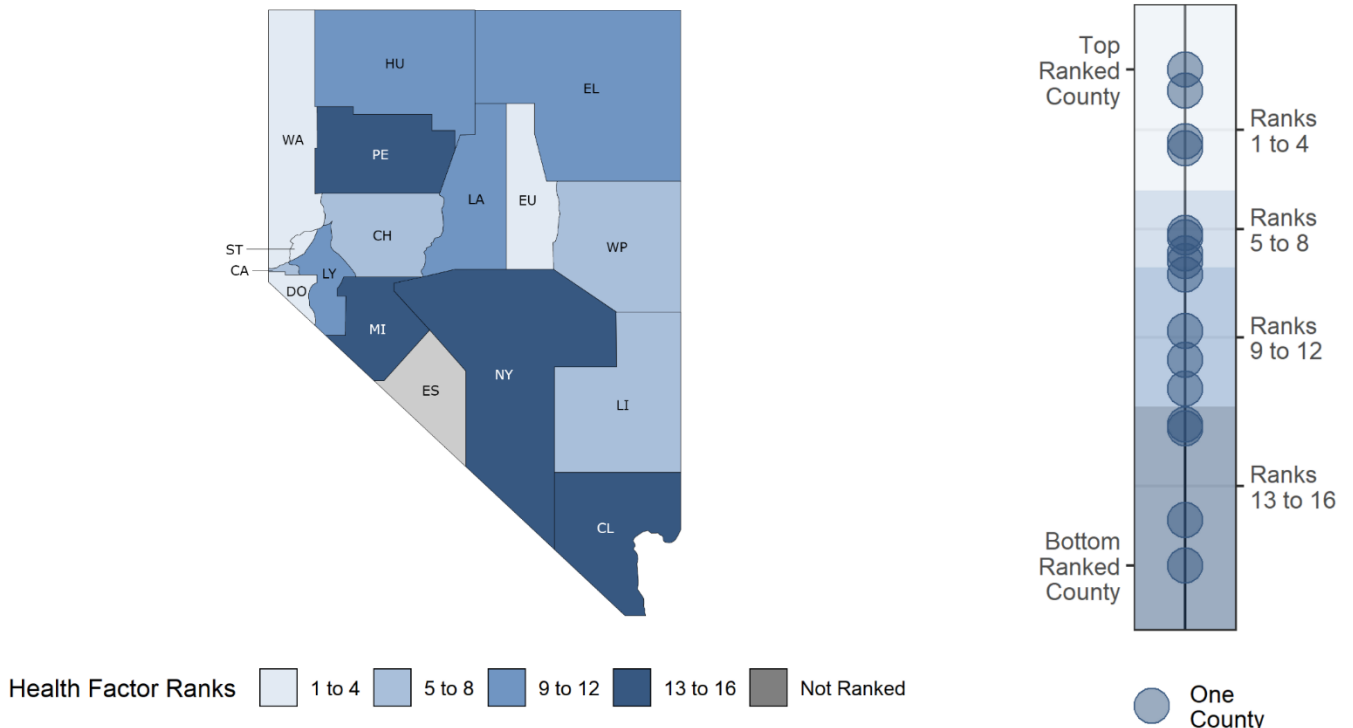 HU
EL
WA
PE
LA
EU
CH
WP
ST
CA
LY
DO
MI
NY
ES
LI
CL
Top
Ranked
County
Ranks
1 to 4
Ranks
5 to 8
Ranks
9 to 12
Ranks
13 to 16
Bottom
Ranked
County
Health Factor Ranks
1 to 4
5 to 8
9 to 12
13 to 16
Not Ranked
One
County